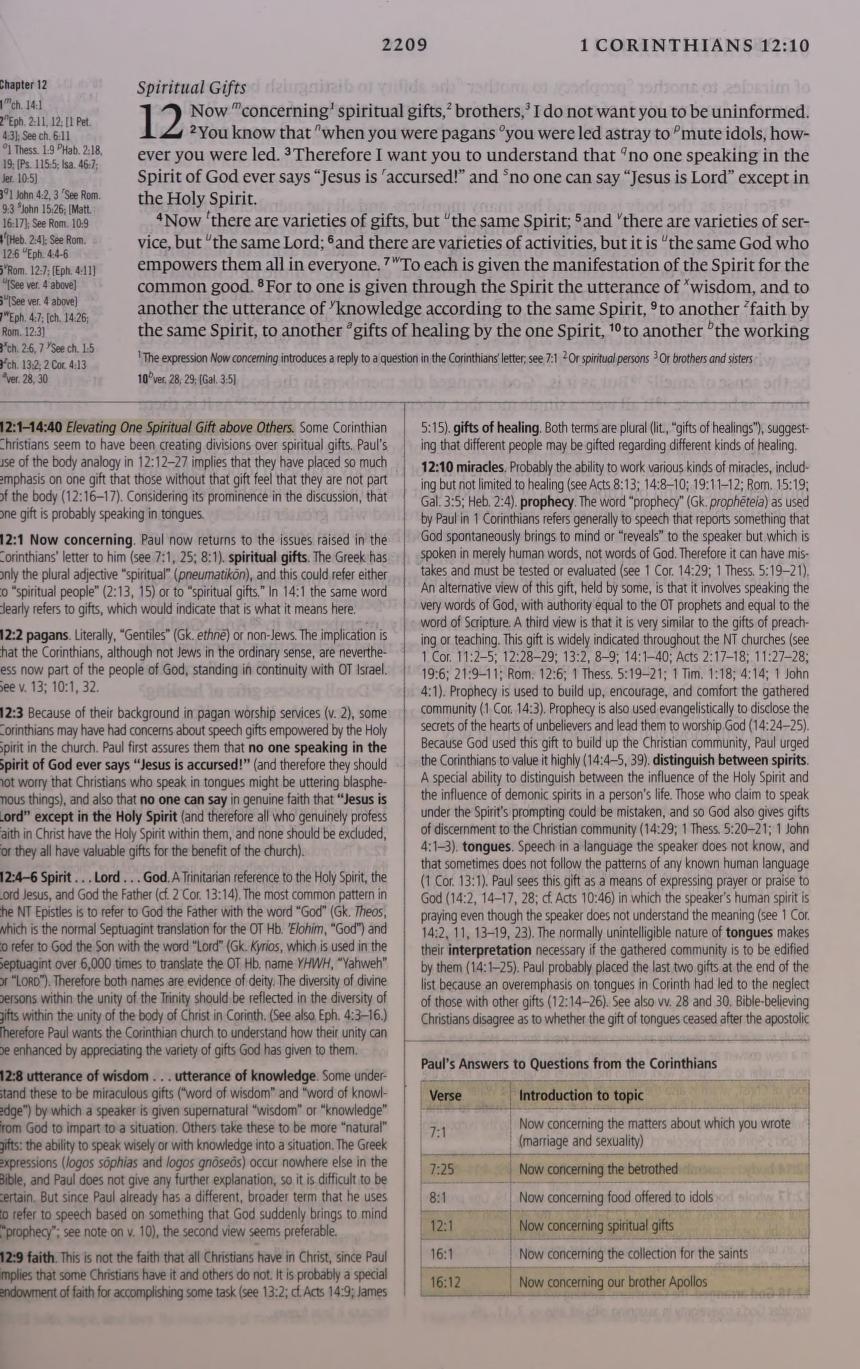 2209
1 CORINTHIANS 12:10
Chapter 12
1ᵐch. 14:1
2ⁿEph. 2:11, 12; [1 Pet.
4:3]; See ch. 6:11
ᵒ1 Thess. 1:9 ᵖHab. 2:18,
19; [Ps. 115:5; Isa. 46:7;
Jer. 10:5]
3q1 John 4:2, 3 ʳSee Rom.
9:3 ˢJohn 15:26; [Matt.
16:17]; See Rom. 10:9
4ᵗ[Heb. 2:4]; See Rom.
12:6 ᵘEph. 4:4-6
5ᵛRom. 12:7; [Eph. 4:11]
ᵘ[See ver. 4 above]
6ᵘ[See ver. 4 above]
7ʷEph. 4:7; [ch. 14:26;
Rom. 12:3]
8ˣch. 2:6, 7 ʸSee ch. 1:5
9ᶻch. 13:2; 2 Cor. 4:13
ᵃver. 28, 30
Spiritual Gifts
12 Now ᵐconcerning¹ spiritual gifts,² brothers,³ I do not want you to be uninformed.
²You know that ⁿwhen you were pagans ᵒyou were led astray to ᵖmute idols, how-
ever you were led. ³Therefore I want you to understand that qno one speaking in the
Spirit of God ever says “Jesus is ʳaccursed!” and ˢno one can say “Jesus is Lord” except in
the Holy Spirit.
⁴Now ᵗthere are varieties of gifts, but ᵘthe same Spirit; ⁵and ᵛthere are varieties of ser-
vice, but ᵘthe same Lord; ⁶and there are varieties of activities, but it is ᵘthe same God who
empowers them all in everyone. ⁷ʷTo each is given the manifestation of the Spirit for the
common good. ⁸For to one is given through the Spirit the utterance of ˣwisdom, and to
another the utterance of ʸknowledge according to the same Spirit, ⁹to another ᶻfaith by
the same Spirit, to another ᵃgifts of healing by the one Spirit, ¹⁰to another ᵇthe working
¹The expression Now concerning introduces a reply to a question in the Corinthians' letter; see 7:1 ²Or spiritual persons ³Or brothers and sisters
10ᵇver. 28, 29; [Gal. 3:5]
12:1–14:40 Elevating One Spiritual Gift above Others. Some Corinthian
Christians seem to have been creating divisions over spiritual gifts. Paul's
use of the body analogy in 12:12–27 implies that they have placed so much
emphasis on one gift that those without that gift feel that they are not part
of the body (12:16–17). Considering its prominence in the discussion, that
one gift is probably speaking in tongues.
12:1 Now concerning. Paul now returns to the issues raised in the
Corinthians' letter to him (see 7:1, 25; 8:1). spiritual gifts. The Greek has
only the plural adjective “spiritual” (pneumatikōn), and this could refer either
to “spiritual people” (2:13, 15) or to “spiritual gifts.” In 14:1 the same word
clearly refers to gifts, which would indicate that is what it means here.
12:2 pagans. Literally, “Gentiles” (Gk. ethnē) or non-Jews. The implication is
that the Corinthians, although not Jews in the ordinary sense, are neverthe-
less now part of the people of God, standing in continuity with OT Israel.
See v. 13; 10:1, 32.
12:3 Because of their background in pagan worship services (v. 2), some
Corinthians may have had concerns about speech gifts empowered by the Holy
Spirit in the church. Paul first assures them that no one speaking in the
Spirit of God ever says “Jesus is accursed!” (and therefore they should
not worry that Christians who speak in tongues might be uttering blasphe-
mous things), and also that no one can say in genuine faith that “Jesus is
Lord” except in the Holy Spirit (and therefore all who genuinely profess
faith in Christ have the Holy Spirit within them, and none should be excluded,
for they all have valuable gifts for the benefit of the church).
12:4–6 Spirit . . . Lord . . . God. A Trinitarian reference to the Holy Spirit, the
Lord Jesus, and God the Father (cf. 2 Cor. 13:14). The most common pattern in
the NT Epistles is to refer to God the Father with the word “God” (Gk. Theos,
which is the normal Septuagint translation for the OT Hb. 'Elohim, “God”) and
to refer to God the Son with the word “Lord” (Gk. Kyrios, which is used in the
Septuagint over 6,000 times to translate the OT Hb. name YHWH, “Yahweh”
or “LORD”). Therefore both names are evidence of deity. The diversity of divine
persons within the unity of the Trinity should be reflected in the diversity of
gifts within the unity of the body of Christ in Corinth. (See also Eph. 4:3–16.)
Therefore Paul wants the Corinthian church to understand how their unity can
be enhanced by appreciating the variety of gifts God has given to them.
12:8 utterance of wisdom . . . utterance of knowledge. Some under-
stand these to be miraculous gifts (“word of wisdom” and “word of knowl-
edge”) by which a speaker is given supernatural “wisdom” or “knowledge”
from God to impart to a situation. Others take these to be more “natural”
gifts: the ability to speak wisely or with knowledge into a situation. The Greek
expressions (logos sōphias and logos gnōseōs) occur nowhere else in the
Bible, and Paul does not give any further explanation, so it is difficult to be
certain. But since Paul already has a different, broader term that he uses
to refer to speech based on something that God suddenly brings to mind
(“prophecy”; see note on v. 10), the second view seems preferable.
12:9 faith. This is not the faith that all Christians have in Christ, since Paul
implies that some Christians have it and others do not. It is probably a special
endowment of faith for accomplishing some task (see 13:2; cf. Acts 14:9; James
5:15). gifts of healing. Both terms are plural (lit., “gifts of healings”), suggest-
ing that different people may be gifted regarding different kinds of healing.
12:10 miracles. Probably the ability to work various kinds of miracles, includ-
ing but not limited to healing (see Acts 8:13; 14:8–10; 19:11–12; Rom. 15:19;
Gal. 3:5; Heb. 2:4). prophecy. The word “prophecy” (Gk. prophēteia) as used
by Paul in 1 Corinthians refers generally to speech that reports something that
God spontaneously brings to mind or “reveals” to the speaker but which is
spoken in merely human words, not words of God. Therefore it can have mis-
takes and must be tested or evaluated (see 1 Cor. 14:29; 1 Thess. 5:19–21).
An alternative view of this gift, held by some, is that it involves speaking the
very words of God, with authority equal to the OT prophets and equal to the
word of Scripture. A third view is that it is very similar to the gifts of preach-
ing or teaching. This gift is widely indicated throughout the NT churches (see
1 Cor. 11:2–5; 12:28–29; 13:2, 8–9; 14:1–40; Acts 2:17–18; 11:27–28;
19:6; 21:9–11; Rom. 12:6; 1 Thess. 5:19–21; 1 Tim. 1:18; 4:14; 1 John
4:1). Prophecy is used to build up, encourage, and comfort the gathered
community (1 Cor. 14:3). Prophecy is also used evangelistically to disclose the
secrets of the hearts of unbelievers and lead them to worship God (14:24–25).
Because God used this gift to build up the Christian community, Paul urged
the Corinthians to value it highly (14:4–5, 39). distinguish between spirits.
A special ability to distinguish between the influence of the Holy Spirit and
the influence of demonic spirits in a person's life. Those who claim to speak
under the Spirit's prompting could be mistaken, and so God also gives gifts
of discernment to the Christian community (14:29; 1 Thess. 5:20–21; 1 John
4:1–3). tongues. Speech in a language the speaker does not know, and
that sometimes does not follow the patterns of any known human language
(1 Cor. 13:1). Paul sees this gift as a means of expressing prayer or praise to
God (14:2, 14–17, 28; cf. Acts 10:46) in which the speaker's human spirit is
praying even though the speaker does not understand the meaning (see 1 Cor.
14:2, 11, 13–19, 23). The normally unintelligible nature of tongues makes
their interpretation necessary if the gathered community is to be edified
by them (14:1–25). Paul probably placed the last two gifts at the end of the
list because an overemphasis on tongues in Corinth had led to the neglect
of those with other gifts (12:14–26). See also vv. 28 and 30. Bible-believing
Christians disagree as to whether the gift of tongues ceased after the apostolic
Paul's Answers to Questions from the Corinthians
Verse Introduction to topic
7:1 Now concerning the matters about which you wrote
(marriage and sexuality)
7:25 Now concerning the betrothed
8:1 Now concerning food offered to idols
12:1 Now concerning spiritual gifts
16:1 Now concerning the collection for the saints
16:12 Now concerning our brother Apollos